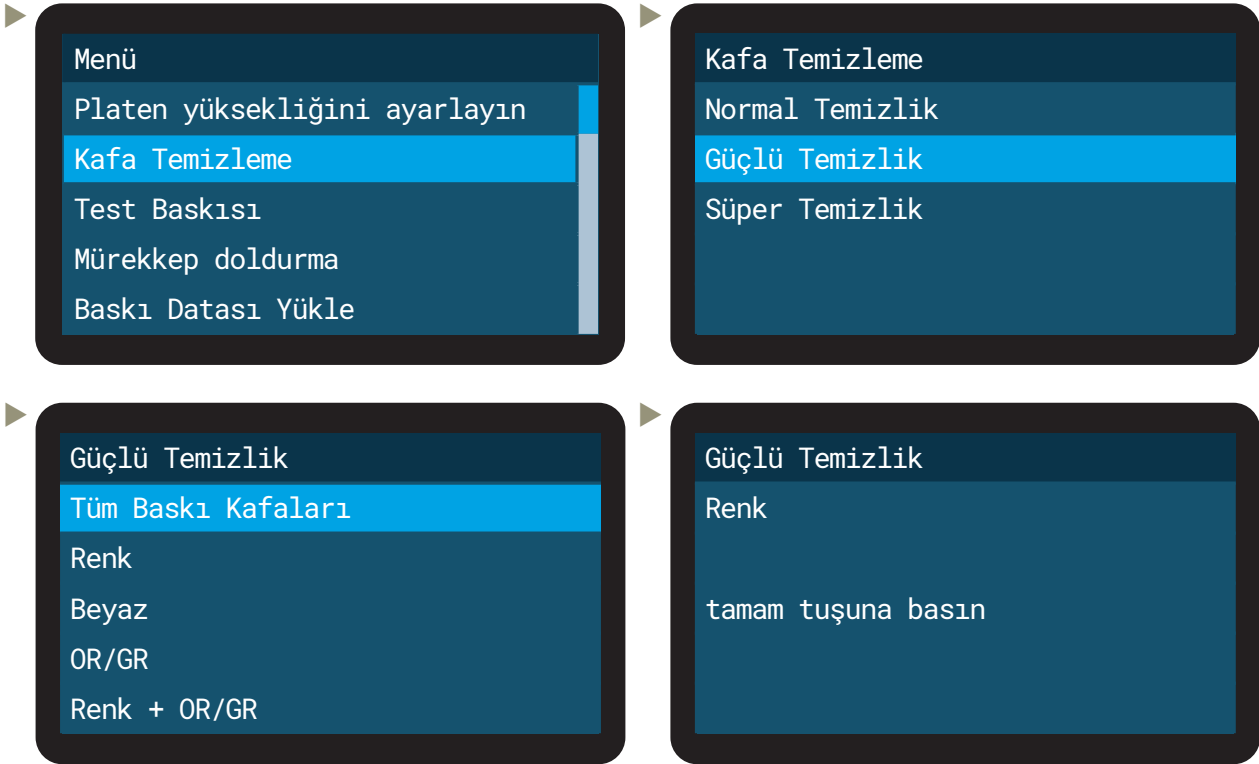 Menü
Platen yüksekliğini ayarlayın
Kafa Temizleme
Test Baskısı
Mürekkep doldurma
Baskı Datası Yükle
Kafa Temizleme
Normal Temizlik
Güçlü Temizlik
Süper Temizlik
Güçlü Temizlik
Tüm Baskı Kafaları
Renk
Beyaz
OR/GR
Renk + OR/GR
Güçlü Temizlik
Renk
tamam tuşuna basın